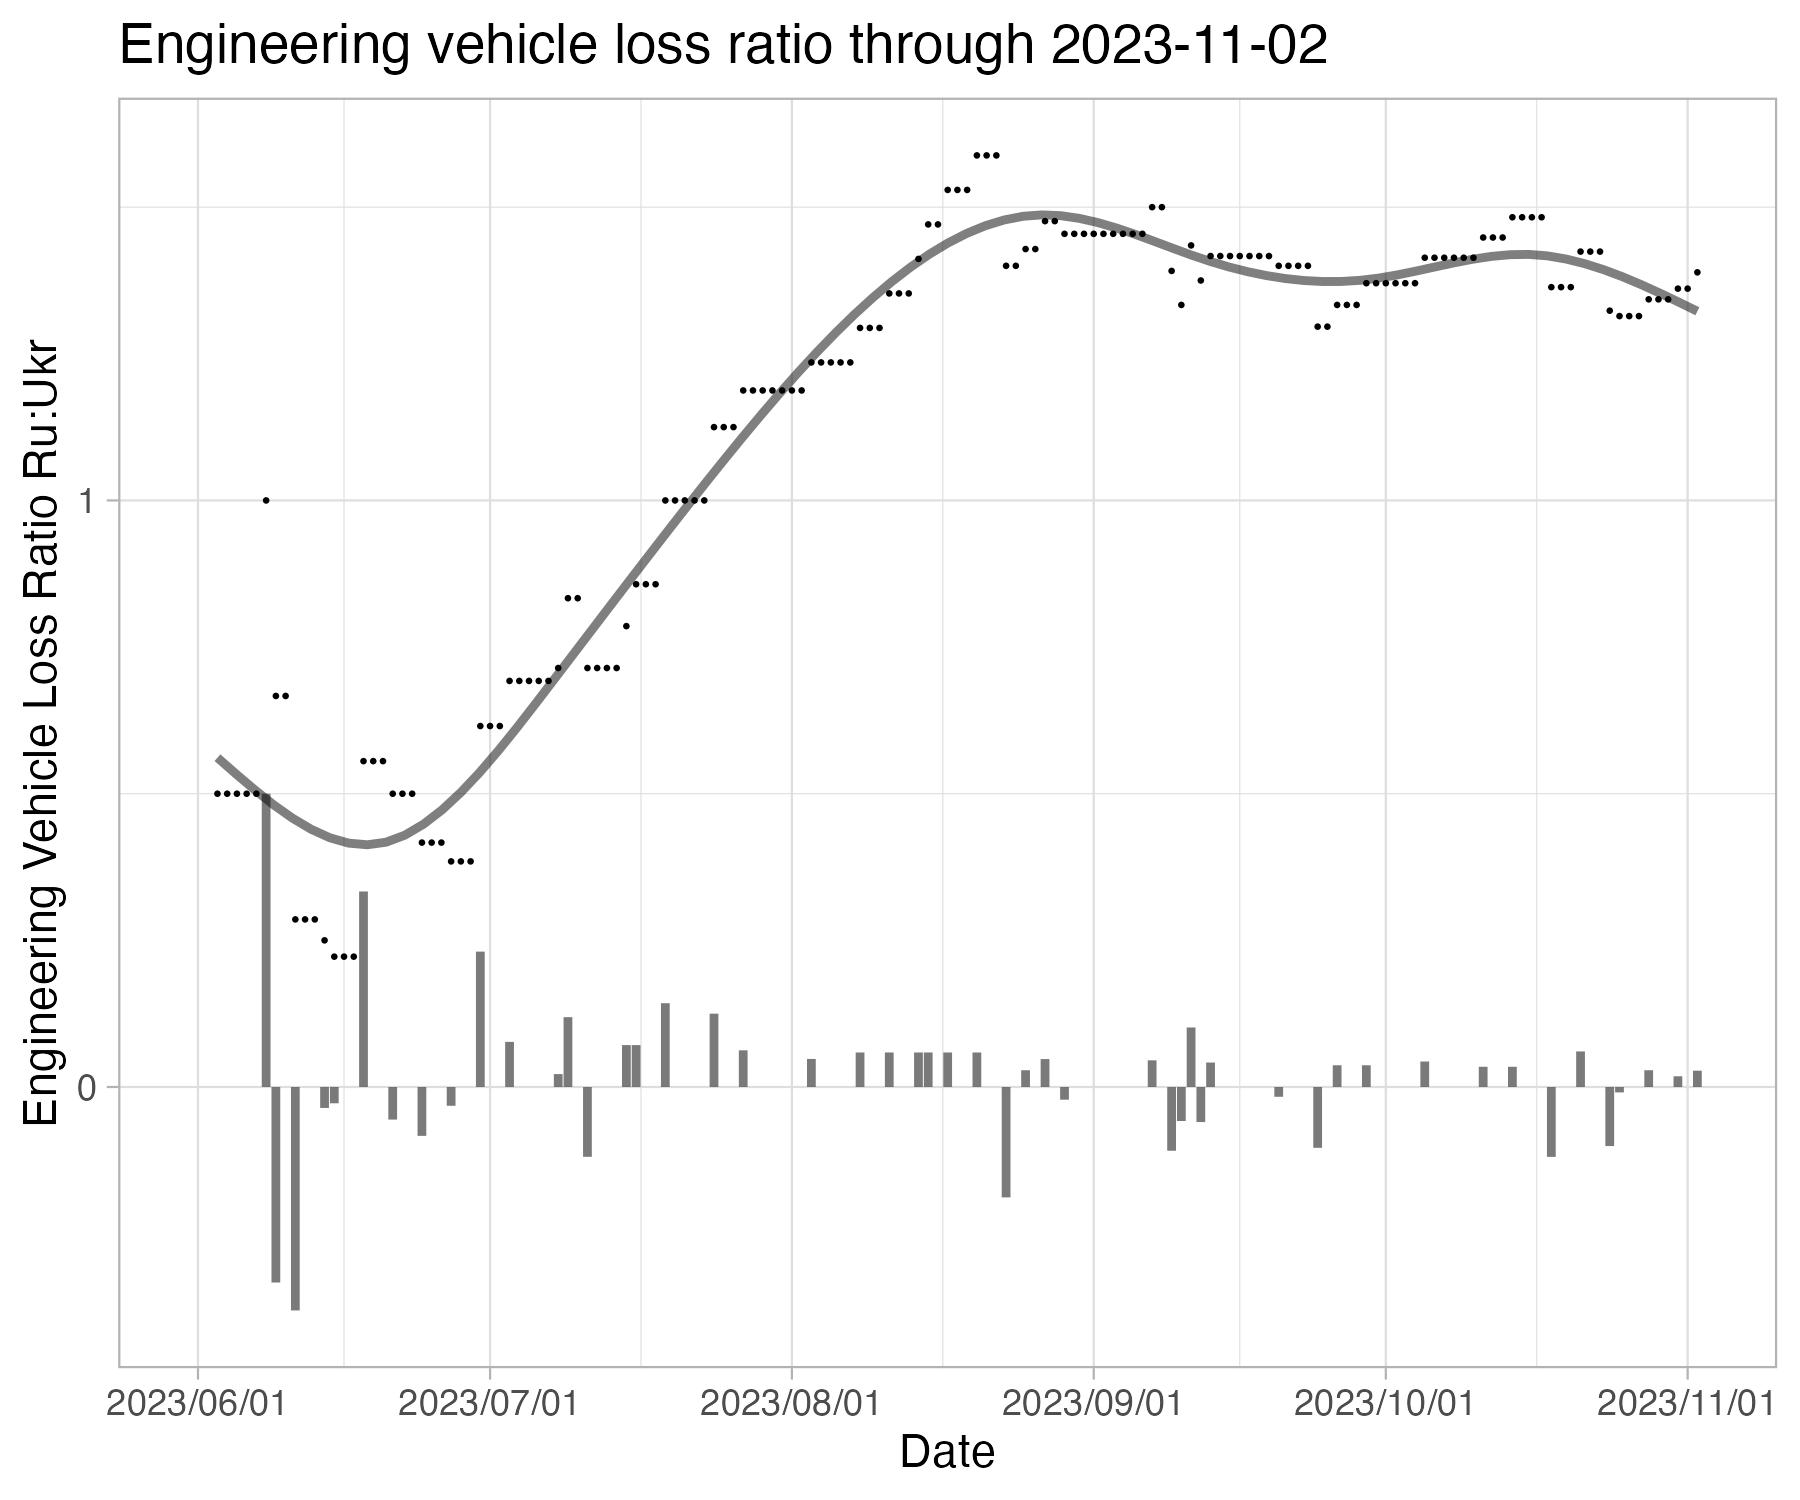 Engineering vehicle loss ratio through 2023-11-02
Engineering Vehicle Loss Ratio Ru:Ukr
1
0
2023/06/01 2023/07/01 2023/08/01 2023/09/01 2023/10/01 2023/11/01
Date